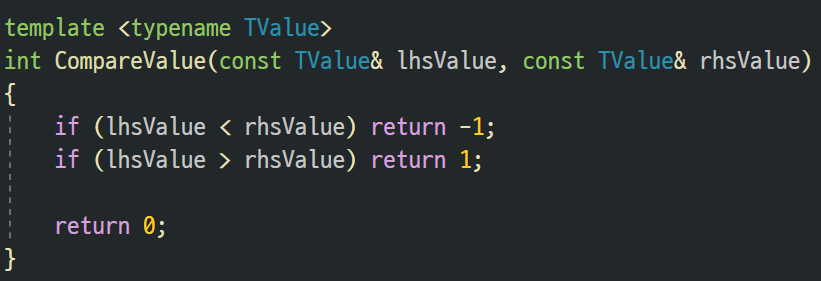 template <typename TValue>
int CompareValue(const TValue& lhsValue, const TValue& rhsValue)
{
    if (lhsValue < rhsValue) return -1;
    if (lhsValue > rhsValue) return 1;

    return 0;
}